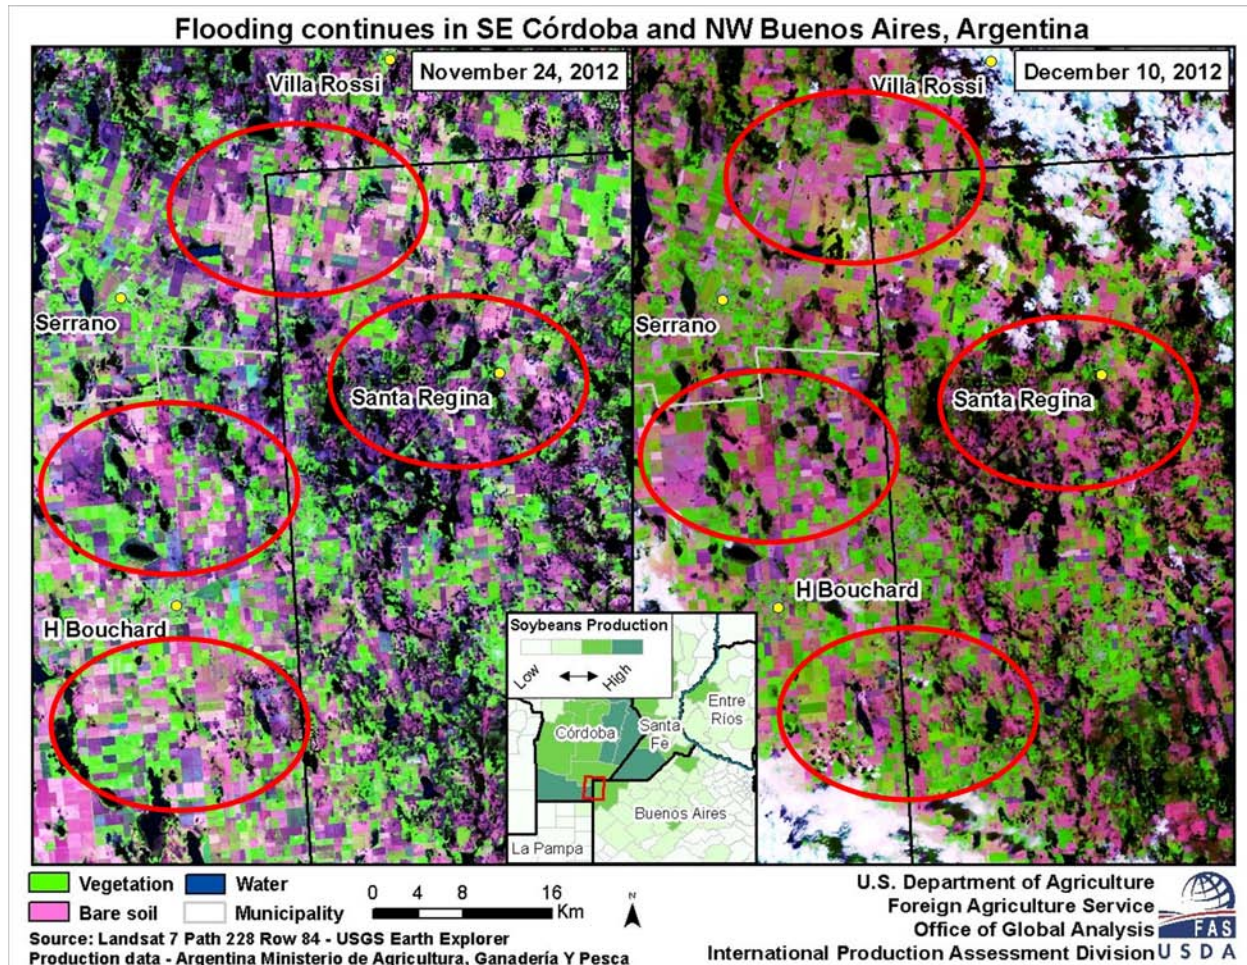 Flooding continues in SE Córdoba and NW Buenos Aires, Argentina
November 24, 2012
Villa Rossi
Serrano
Santa Regina
H Bouchard
December 10, 2012
Villa Rossi
Serrano
Santa Regina
H Bouchard
Soybeans Production
Low
High
Córdoba
Santa
Fe
Entre
Ríos
Buenos Aires
La Pampa
Vegetation
Water
Bare soil
Municipality
0 4 8 16
Km
N
Source: Landsat 7 Path 228 Row 84 - USGS Earth Explorer
Production data - Argentina Ministerio de Agricultura, Ganadería Y Pesca
U.S. Department of Agriculture
Foreign Agriculture Service
Office of Global Analysis
International Production Assessment Division
FAS
USDA